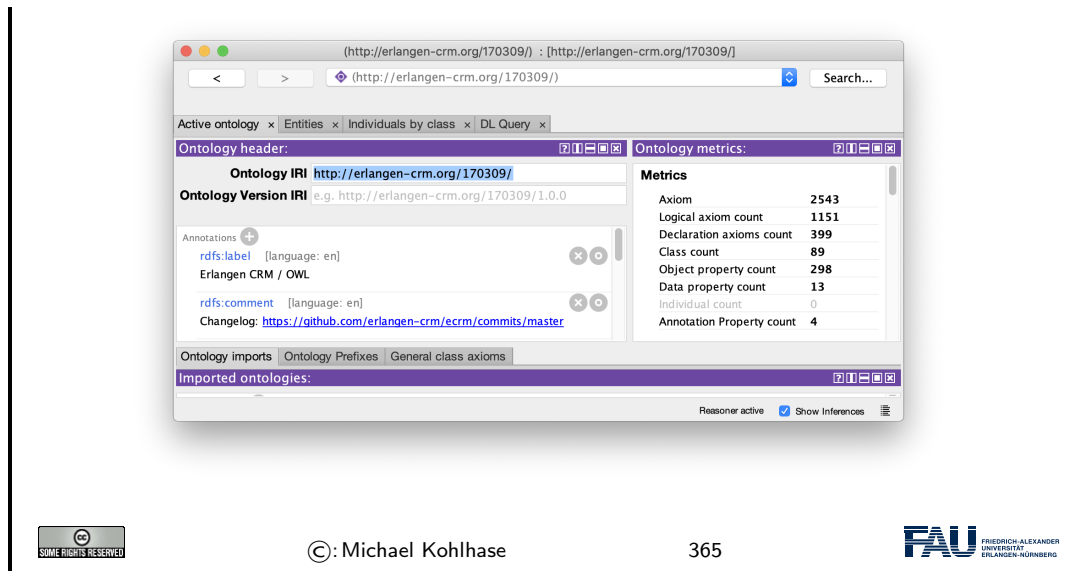 (http://erlangen-crm.org/170309/) : [http://erlangen-crm.org/170309/]
< > (http://erlangen-crm.org/170309/) Search...
Active ontology × Entities × Individuals by class × DL Query ×
Ontology header:
Ontology IRI http://erlangen-crm.org/170309/
Ontology Version IRI e.g. http://erlangen-crm.org/170309/1.0.0
Annotations
rdfs:label [language: en]
Erlangen CRM / OWL
rdfs:comment [language: en]
Changelog: https://github.com/erlangen-crm/ecrm/commits/master
Ontology metrics:
Metrics
Axiom 2543
Logical axiom count 1151
Declaration axioms count 399
Class count 89
Object property count 298
Data property count 13
Individual count 0
Annotation Property count 4
Ontology imports Ontology Prefixes General class axioms
Imported ontologies:
Reasoner active Show Inferences
cc
SOME RIGHTS RESERVED
©: Michael Kohlhase
365
FAU
FRIEDRICH-ALEXANDER
UNIVERSITÄT
ERLANGEN-NÜRNBERG